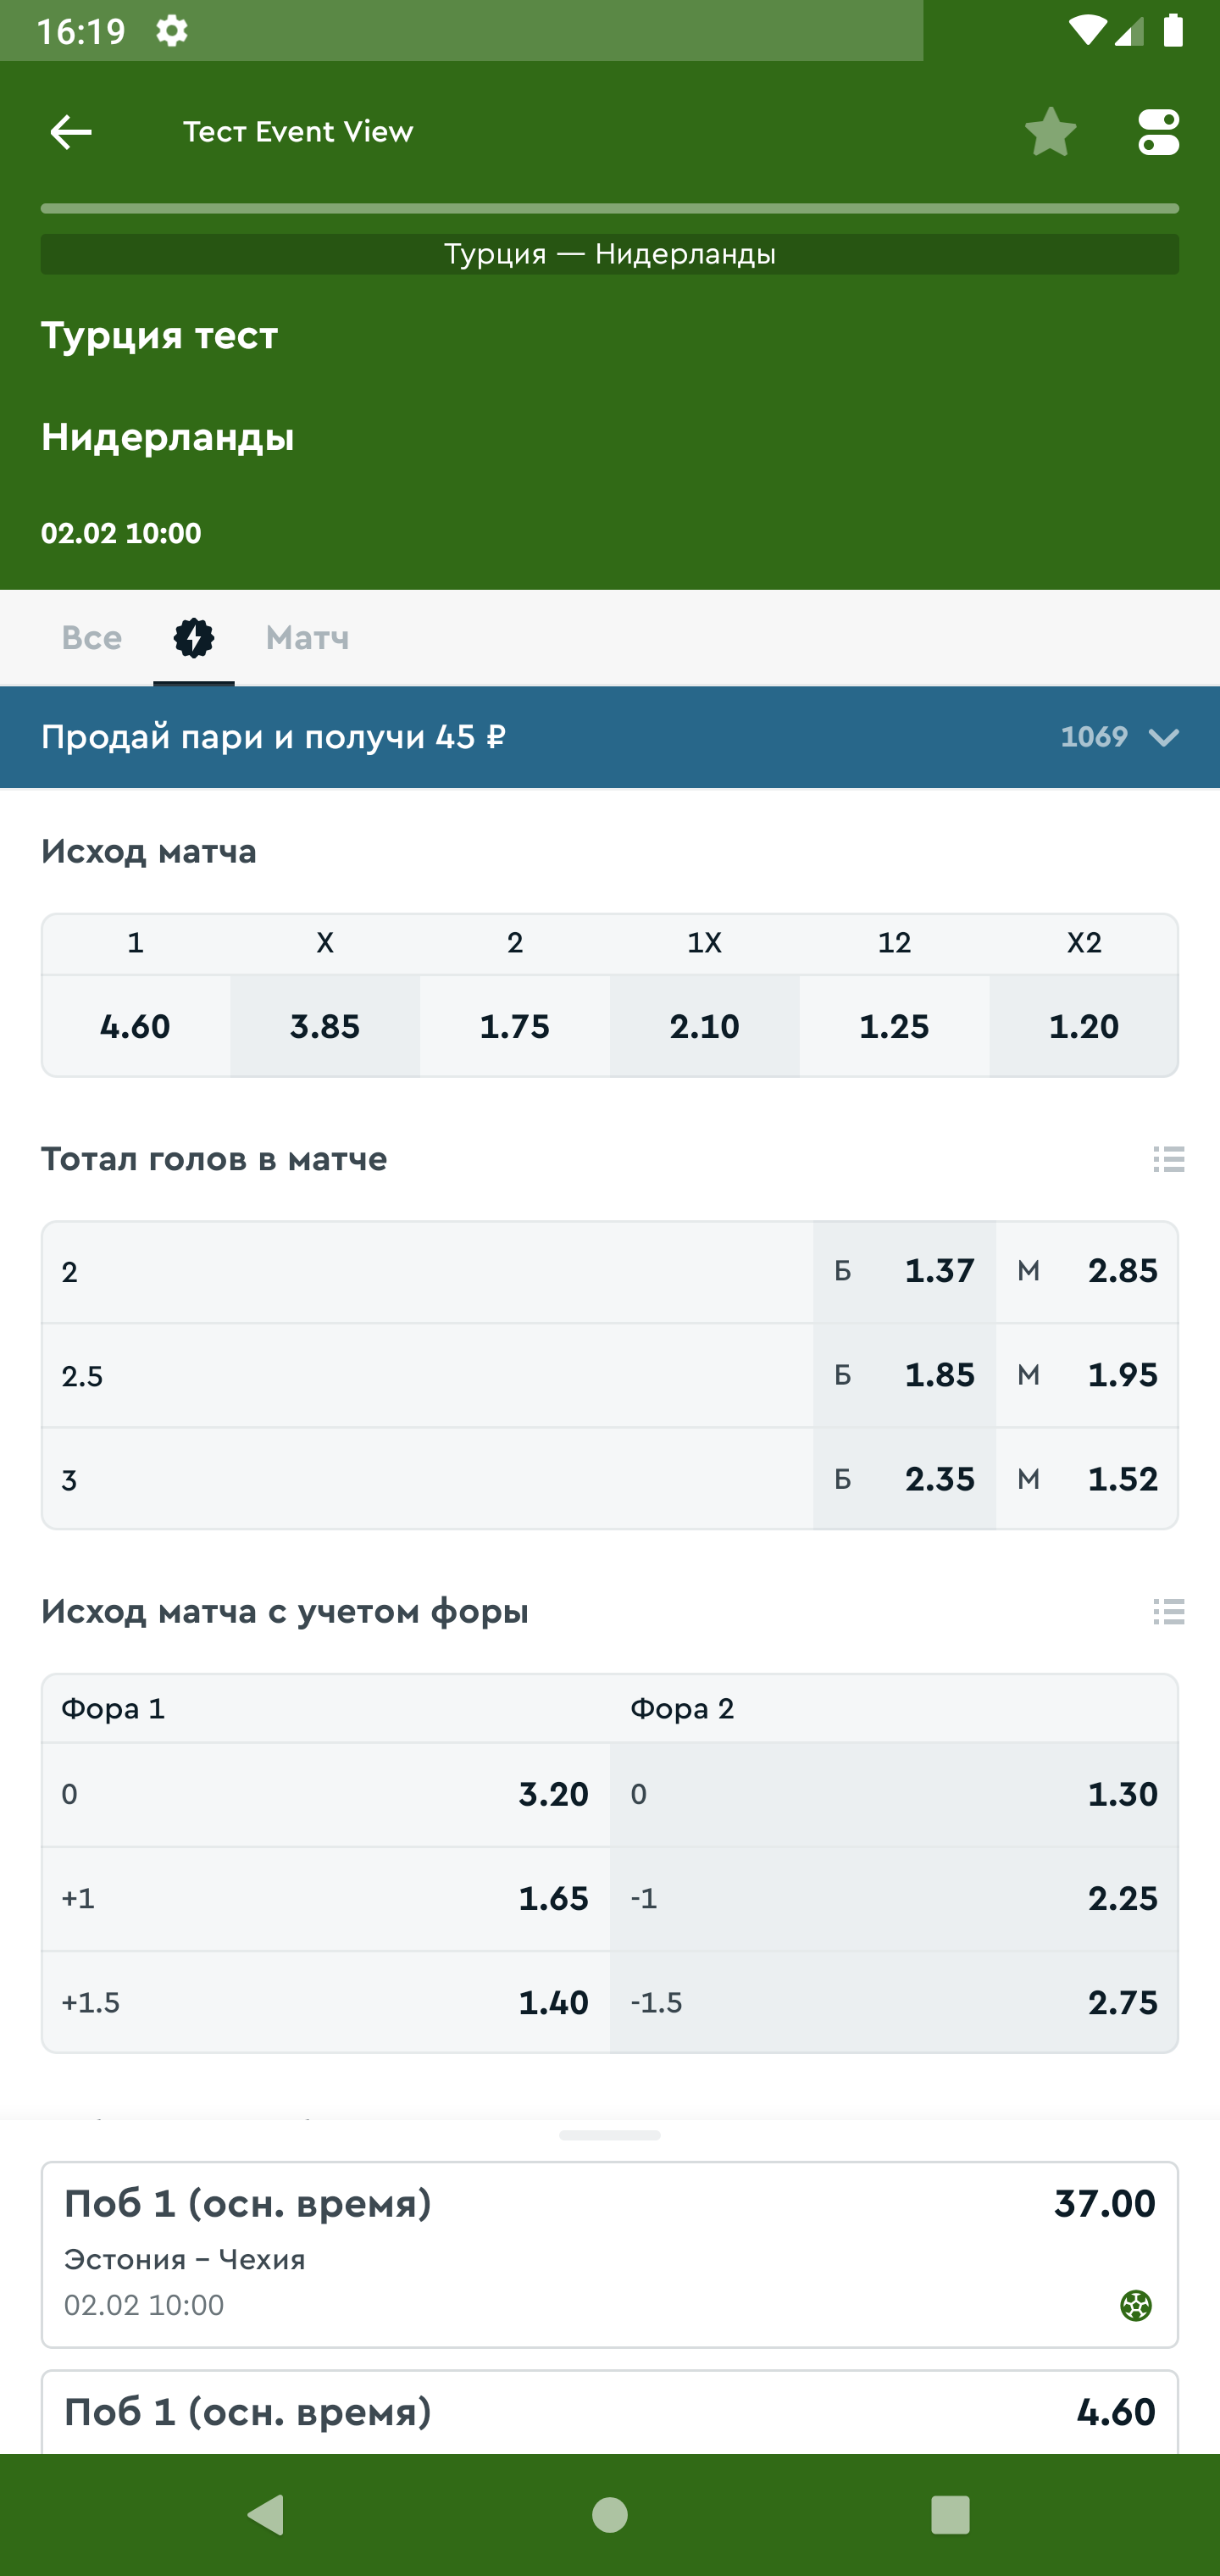 16:19
Тест Event View
Турция — Нидерланды
Турция тест
Нидерланды
02.02 10:00
Все Матч
Продай пари и получи 45 ₽ 1069
Исход матча
1 X 2 1X 12 X2
4.60 3.85 1.75 2.10 1.25 1.20
Тотал голов в матче
2 Б 1.37 М 2.85
2.5 Б 1.85 М 1.95
3 Б 2.35 М 1.52
Исход матча с учетом форы
Фора 1 Фора 2
0 3.20 0 1.30
+1 1.65 -1 2.25
+1.5 1.40 -1.5 2.75
Поб 1 (осн. время) 37.00
Эстония – Чехия
02.02 10:00
Поб 1 (осн. время) 4.60